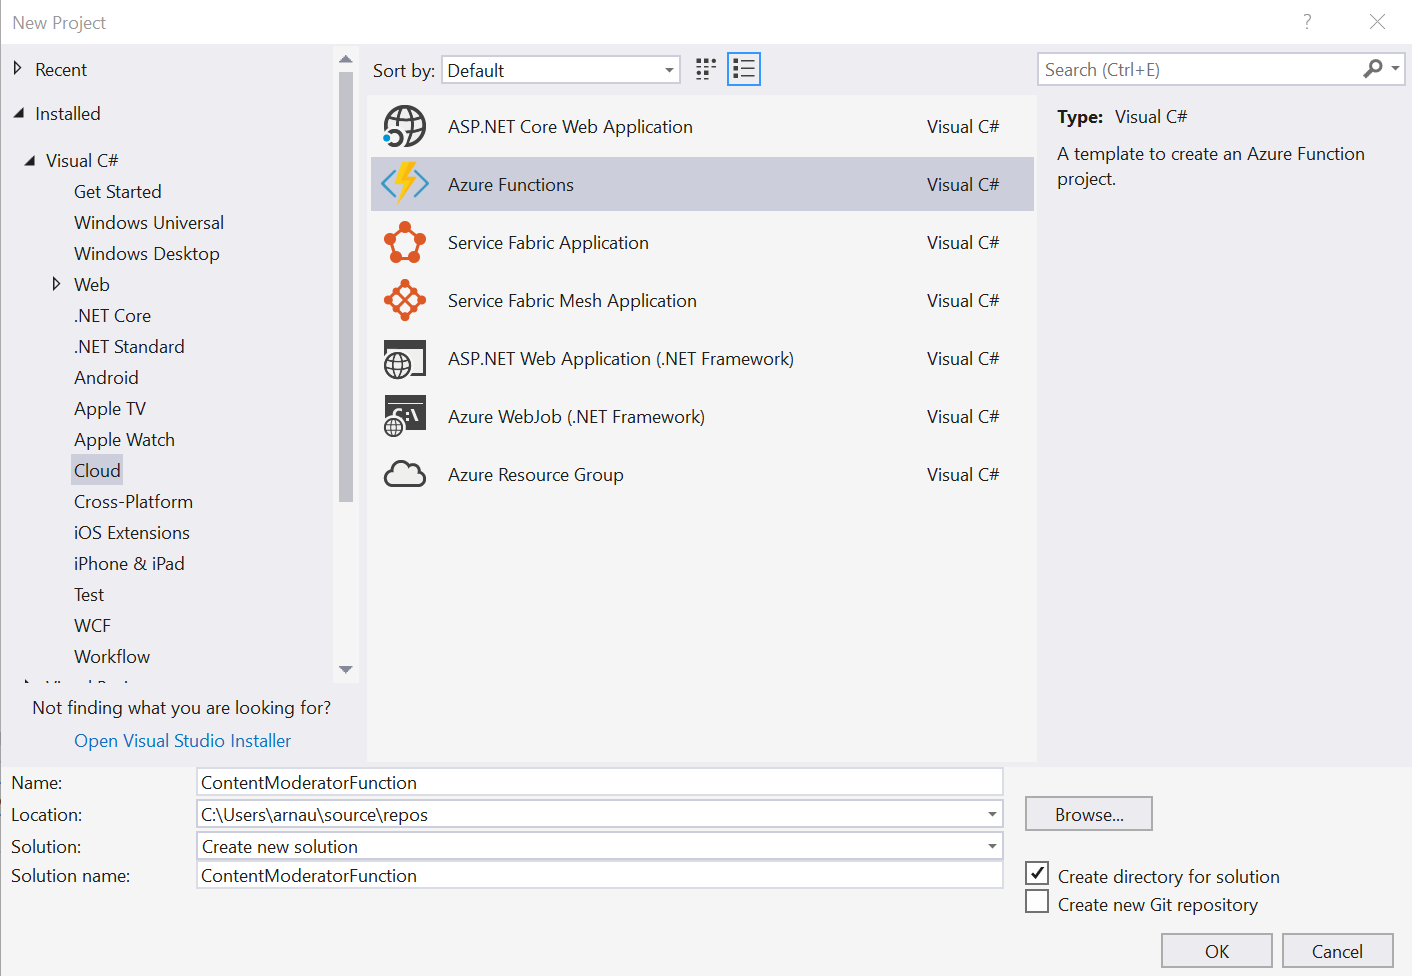 New Project
?
Recent
Installed
Visual C#
Get Started
Windows Universal
Windows Desktop
Web
.NET Core
.NET Standard
Android
Apple TV
Apple Watch
Cloud
Cross-Platform
iOS Extensions
iPhone & iPad
Test
WCF
Workflow
Not finding what you are looking for?
Open Visual Studio Installer
Sort by: Default
ASP.NET Core Web Application Visual C#
Azure Functions Visual C#
Service Fabric Application Visual C#
Service Fabric Mesh Application Visual C#
ASP.NET Web Application (.NET Framework) Visual C#
Azure WebJob (.NET Framework) Visual C#
Azure Resource Group Visual C#
Search (Ctrl+E)
Type: Visual C#
A template to create an Azure Function
project.
Name: ContentModeratorFunction
Location: C:\Users\arnau\source\repos
Browse...
Solution: Create new solution
Solution name: ContentModeratorFunction
Create directory for solution
Create new Git repository
OK Cancel